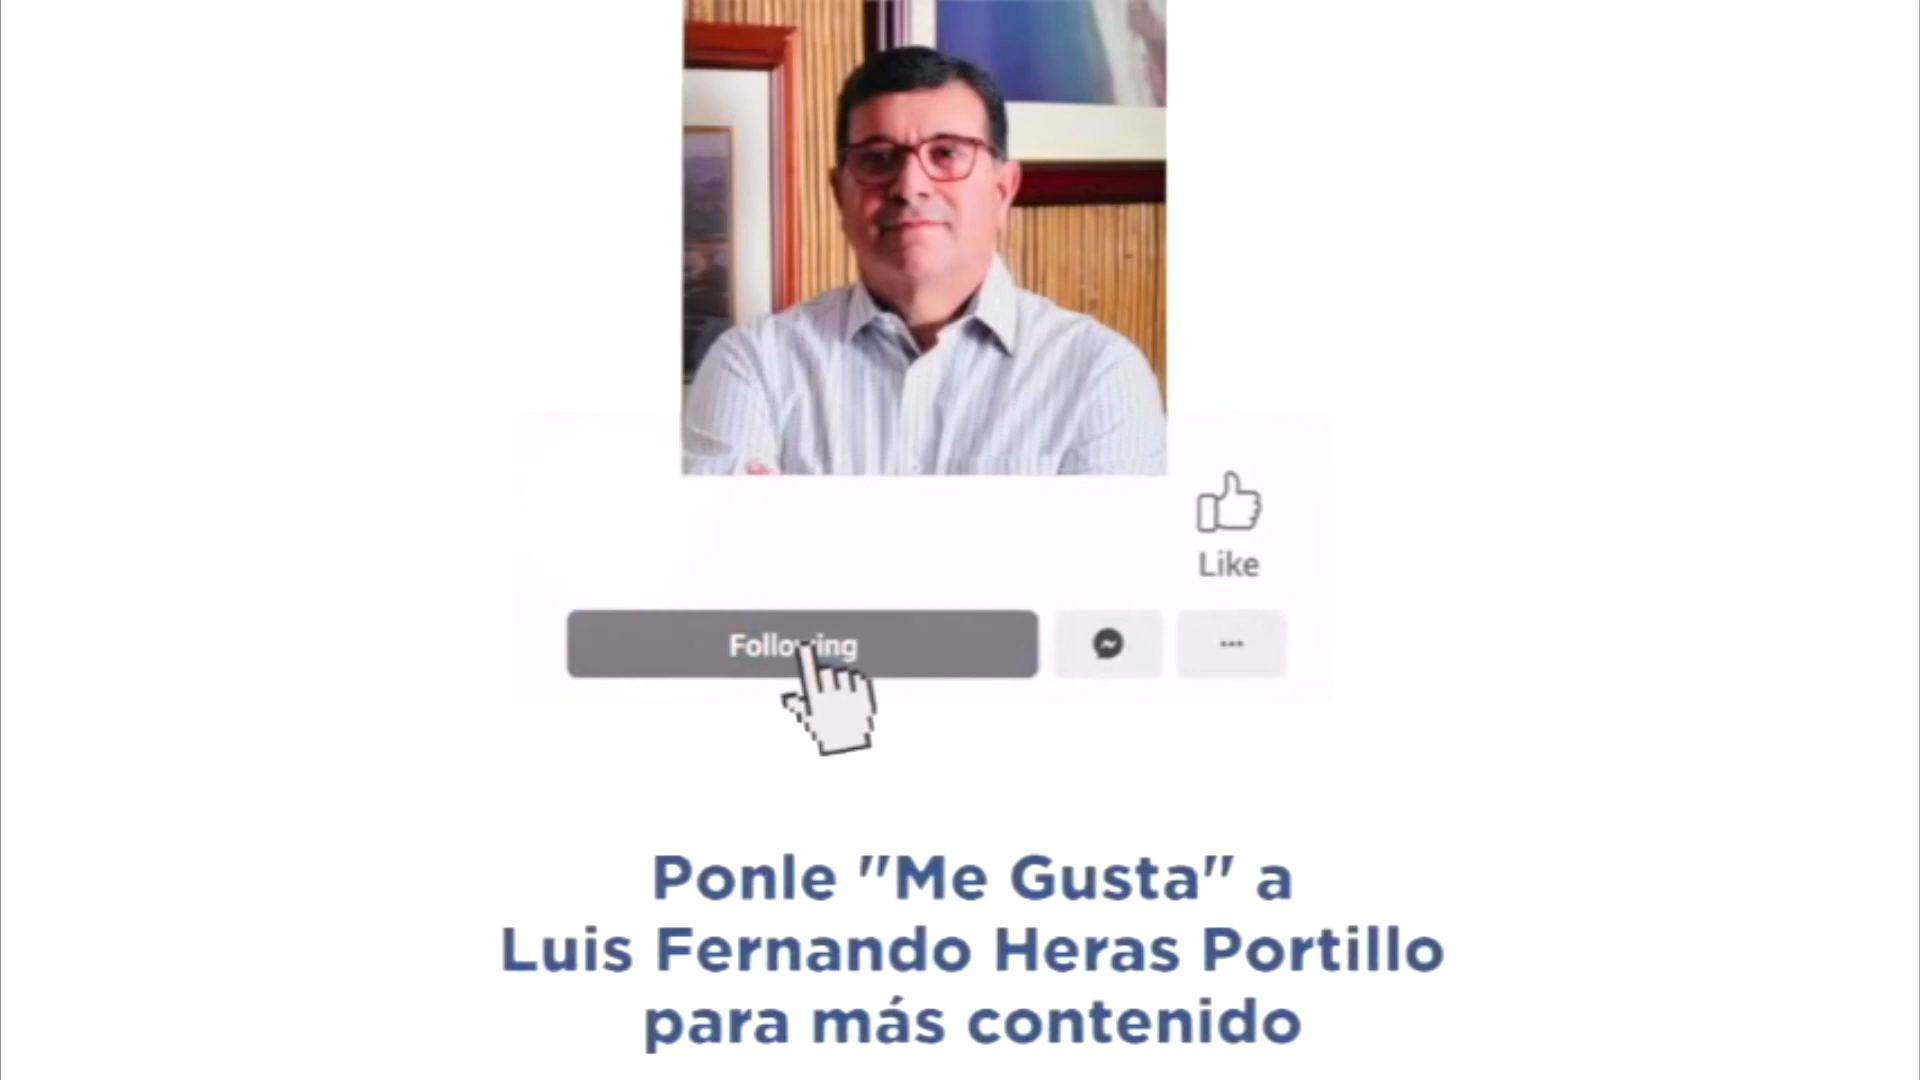 Like
Following
...
Ponle "Me Gusta" a
Luis Fernando Heras Portillo
para más contenido